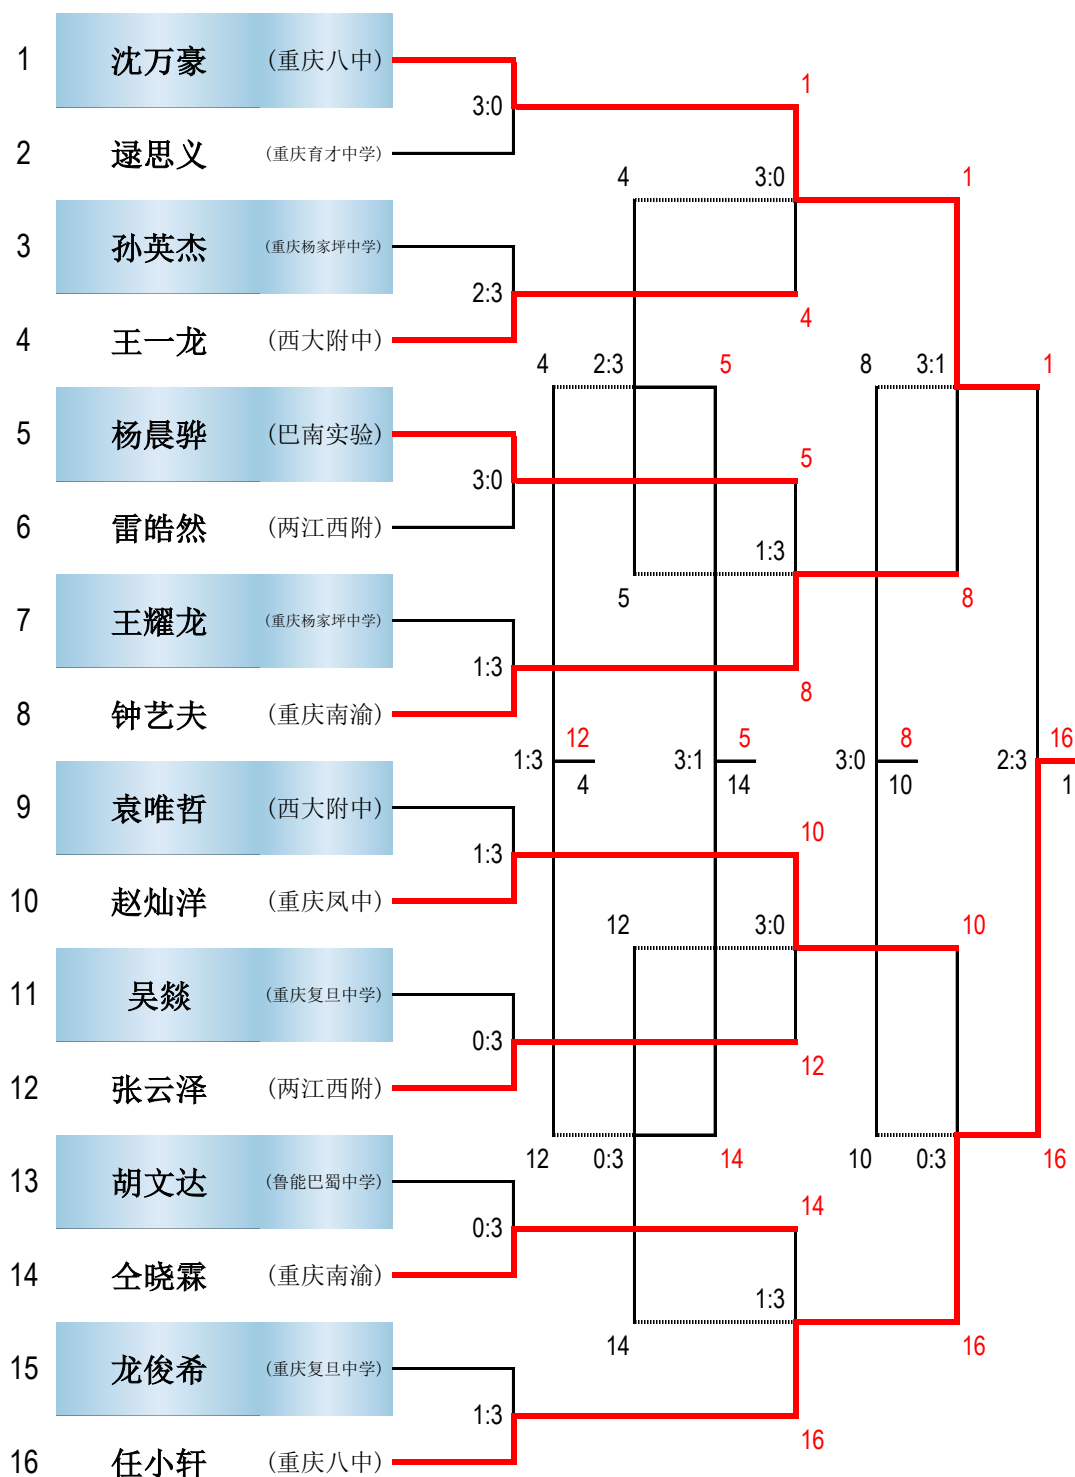 1 沈万豪 (重庆八中)
1
3:0
2 逯思义 (重庆育才中学)
4 3:0 1
3 孙英杰 (重庆杨家坪中学)
2:3
4
4 王一龙 (西大附中)
4 2:3 5 8 3:1 1
5 杨晨骅 (巴南实验)
5
3:0
6 雷皓然 (两江西附)
1:3
5 8
7 王耀龙 (重庆杨家坪中学)
1:3
8
8 钟艺夫 (重庆南渝)
12 5 8 16
1:3 3:1 3:0 2:3
4 14 10 1
9 袁唯哲 (西大附中)
10
1:3
10 赵灿洋 (重庆凤中)
12 3:0 10
11 吴燚 (重庆复旦中学)
0:3
12
12 张云泽 (两江西附)
12 0:3 14 10 0:3 16
13 胡文达 (鲁能巴蜀中学)
14
0:3
14 仝晓霖 (重庆南渝)
1:3
14 16
15 龙俊希 (重庆复旦中学)
1:3
16
16 任小轩 (重庆八中)